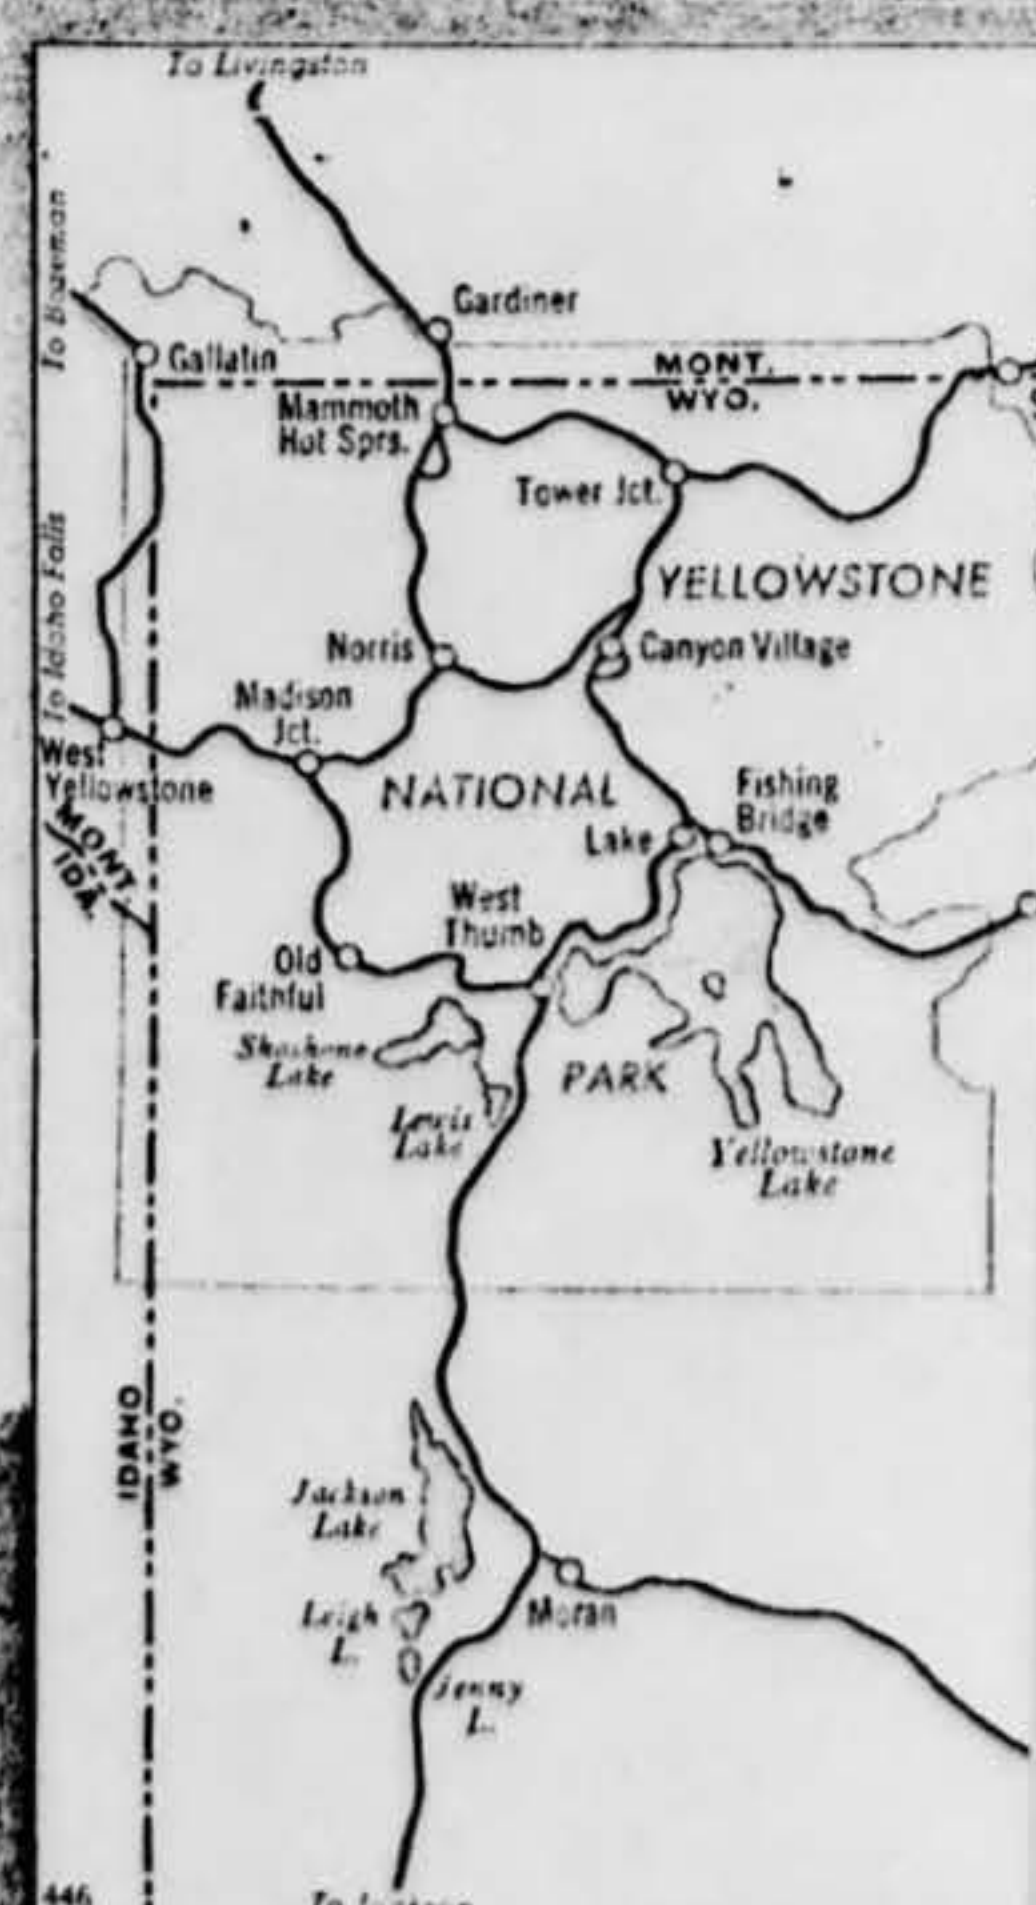 To Livingston
To Bozeman
Gardiner
Gallatin
MONT.
WYO.
Mammoth
Hot Sprs.
Tower Jct.
To Idaho Falls
YELLOWSTONE
Norris
Canyon Village
Madison
Jct.
West
Yellowstone
NATIONAL
Fishing
Bridge
Lake
MONT.
IDA.
West
Thumb
Old
Faithful
Shoshone
Lake
PARK
Lewis
Lake
Yellowstone
Lake
IDAHO
WYO.
Jackson
Lake
Leigh
L.
Moran
Jenny
L.
446
To